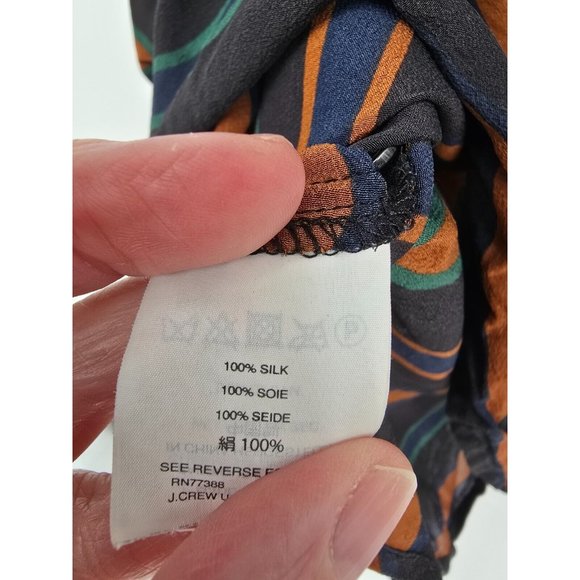 100% SILK
100% SOIE
100% SEIDE
絹 100%
SEE REVERSE
RN77388
J.CREW